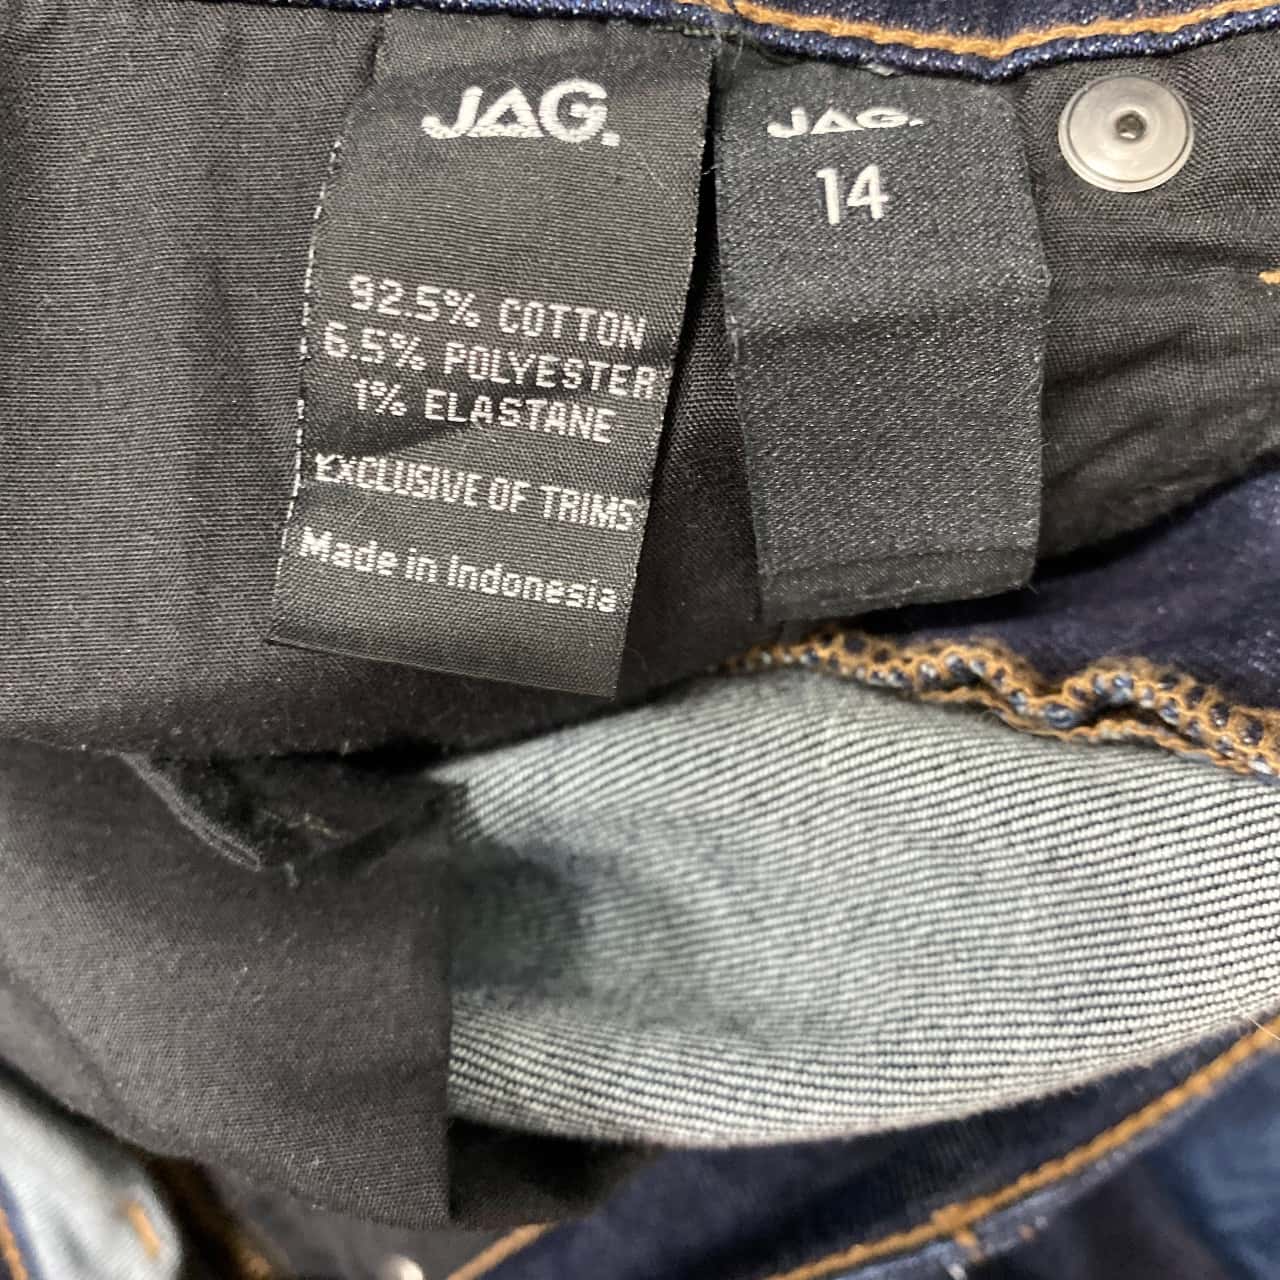 JAG.
92.5% COTTON
6.5% POLYESTER
1% ELASTANE
EXCLUSIVE OF TRIMS
Made in Indonesia
JAG.
14